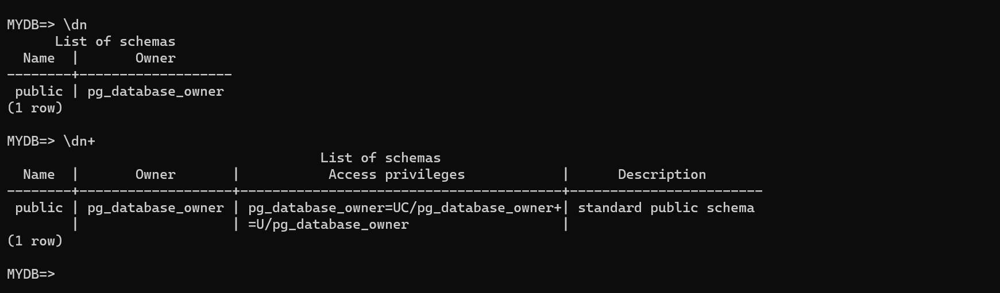 MYDB=> \dn
      List of schemas
  Name  |       Owner
--------+-------------------
 public | pg_database_owner
(1 row)

MYDB=> \dn+
                                       List of schemas
  Name  |       Owner       |           Access privileges            |      Description
--------+-------------------+----------------------------------------+------------------------
 public | pg_database_owner | pg_database_owner=UC/pg_database_owner+| standard public schema
        |                   | =U/pg_database_owner                   |
(1 row)

MYDB=>